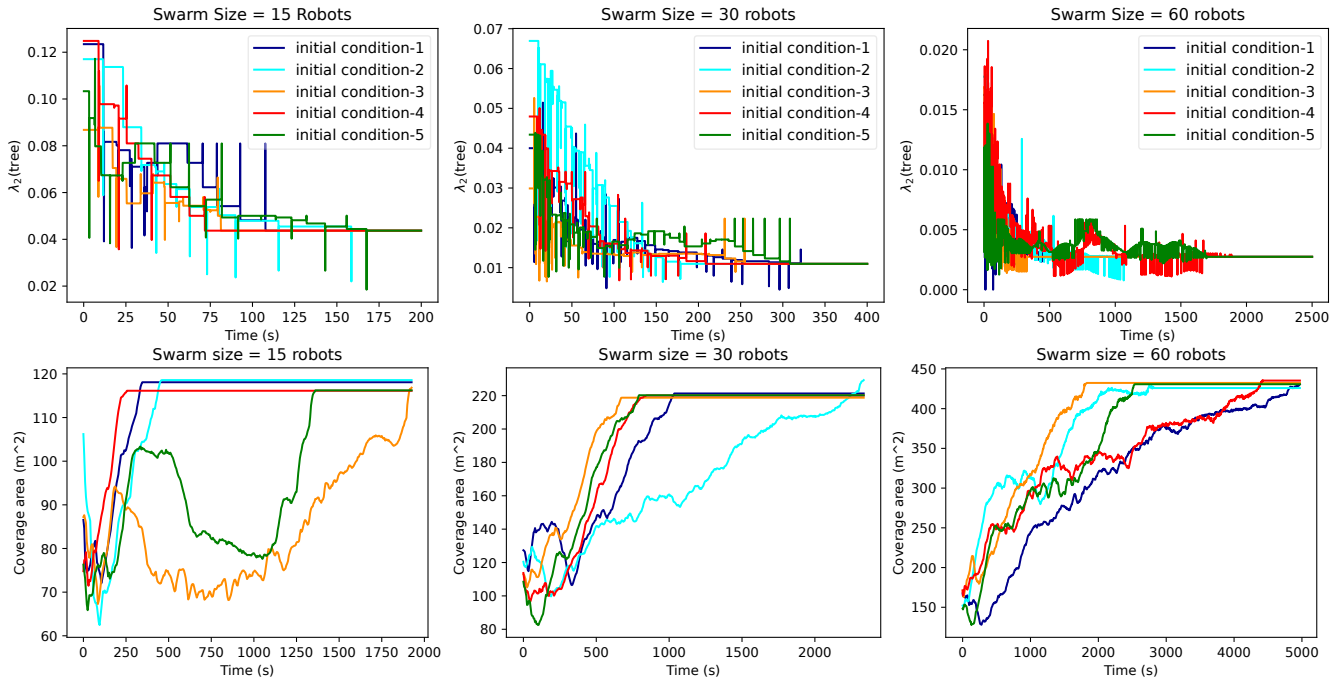 Swarm Size = 15 Robots
0.12
0.10
0.08
0.06
0.04
0.02
λ2(tree)
initial condition-1
initial condition-2
initial condition-3
initial condition-4
initial condition-5
0 25 50 75 100 125 150 175 200
Time (s)
Swarm Size = 30 robots
0.07
0.06
0.05
0.04
0.03
0.02
0.01
λ2(tree)
initial condition-1
initial condition-2
initial condition-3
initial condition-4
initial condition-5
0 50 100 150 200 250 300 350 400
Time (s)
Swarm Size = 60 robots
0.020
0.015
0.010
0.005
0.000
λ2(tree)
initial condition-1
initial condition-2
initial condition-3
initial condition-4
initial condition-5
0 500 1000 1500 2000 2500
Time (s)
Swarm size = 15 robots
120
110
100
90
80
70
60
Coverage area (m^2)
0 250 500 750 1000 1250 1500 1750 2000
Time (s)
Swarm size = 30 robots
220
200
180
160
140
120
100
80
Coverage area (m^2)
0 500 1000 1500 2000
Time (s)
Swarm size = 60 robots
450
400
350
300
250
200
150
Coverage area (m^2)
0 1000 2000 3000 4000 5000
Time (s)